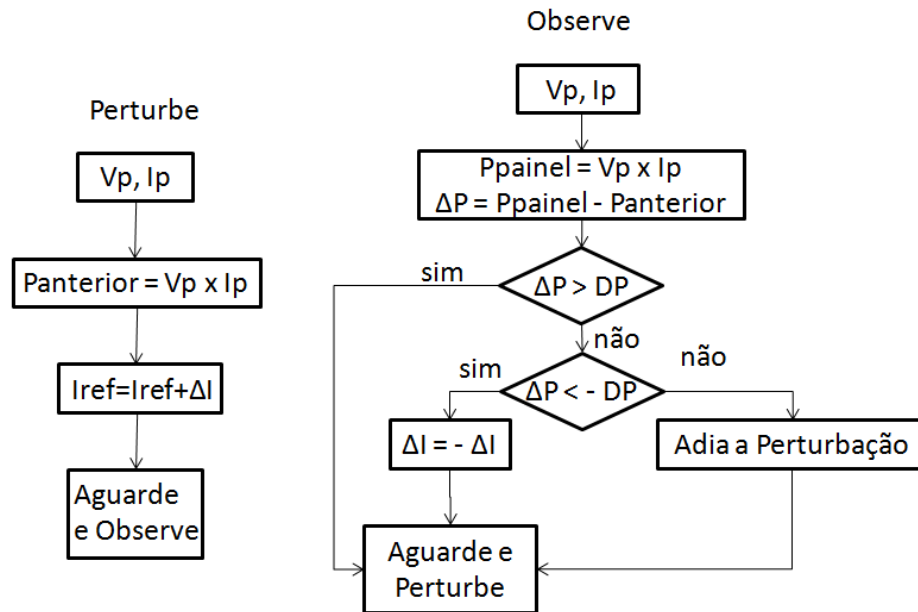 Perturbe
Vp, Ip
Panterior = Vp x Ip
Iref=Iref+ΔI
Aguarde
e Observe
Observe
Vp, Ip
Ppainel = Vp x Ip
ΔP = Ppainel - Panterior
sim
ΔP > DP
não
sim
não
ΔP < - DP
ΔI = - ΔI
Adia a Perturbação
Aguarde e
Perturbe